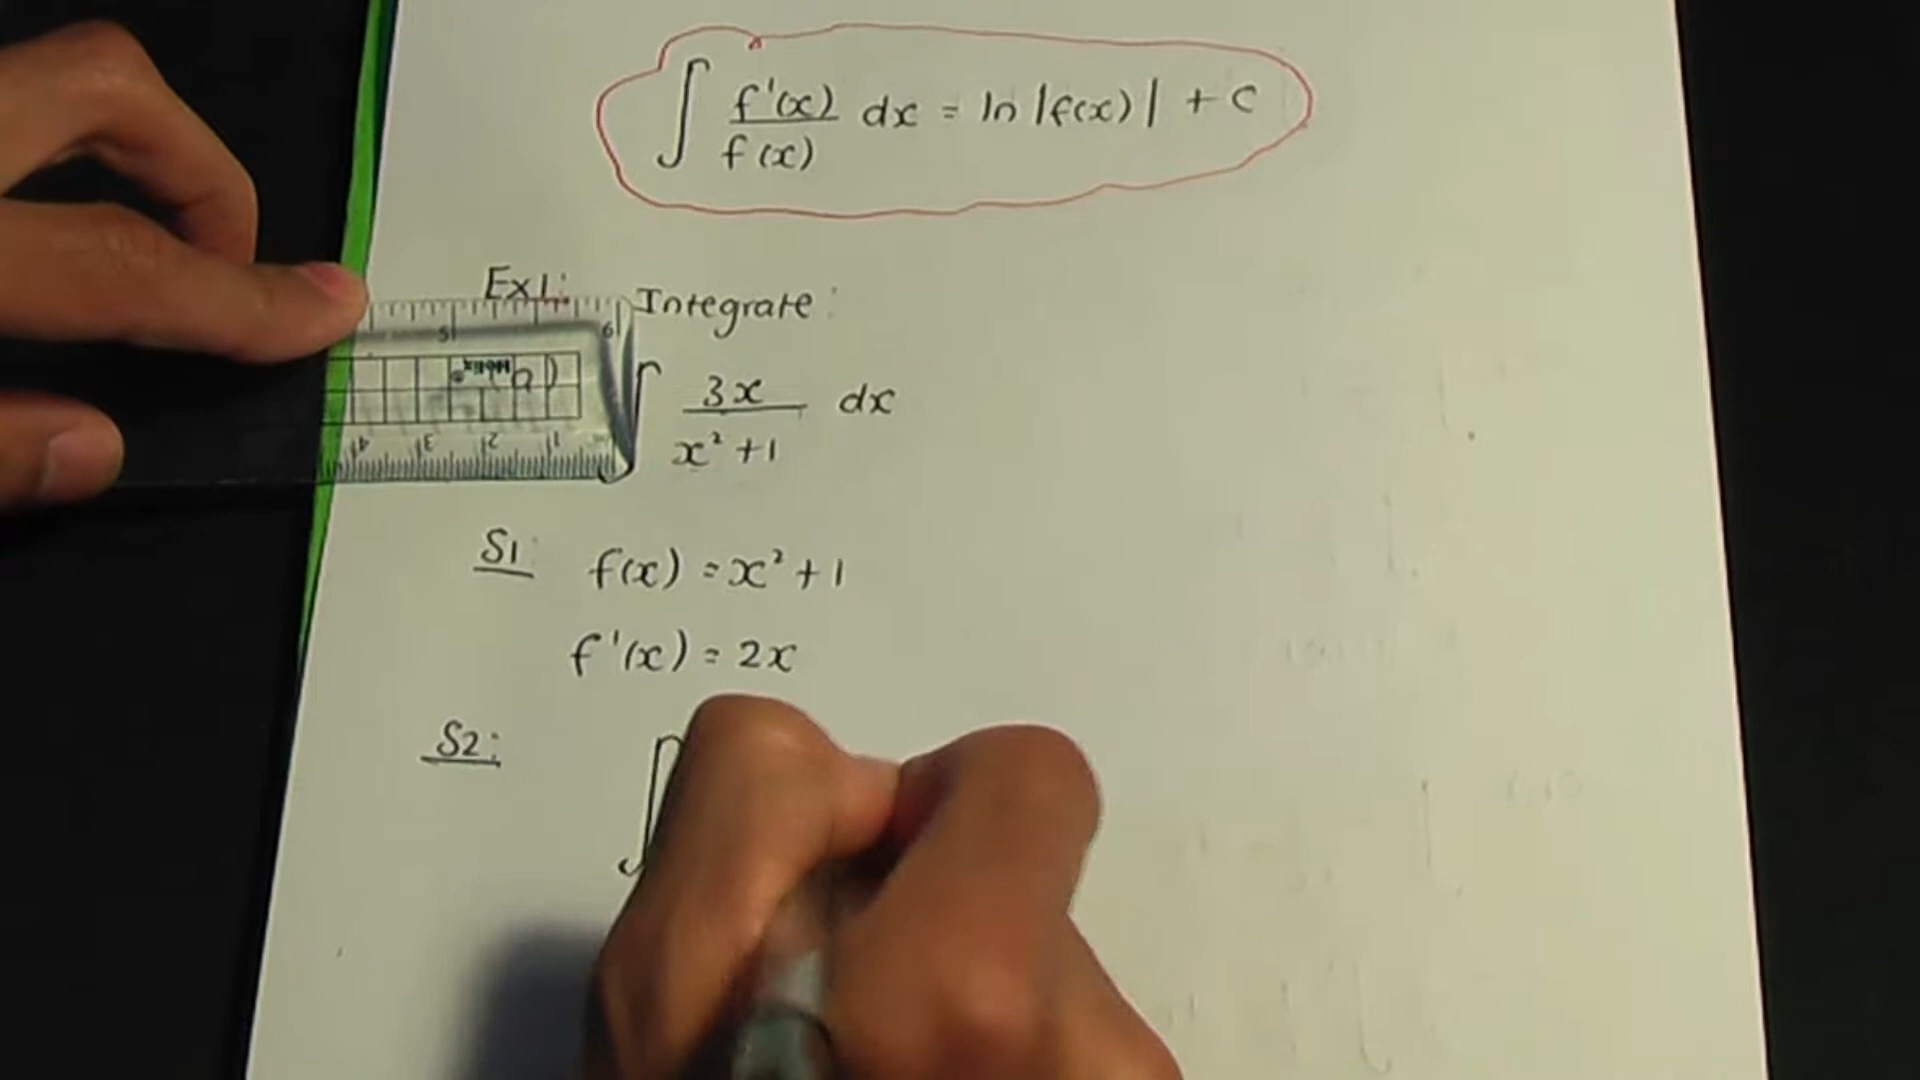 ∫ f'(x)/f(x) dx = ln |f(x)| + c
Ex1: Integrate:
(a) ∫ 3x/(x² + 1) dx
S1: f(x) = x² + 1
f'(x) = 2x
S2: ∫